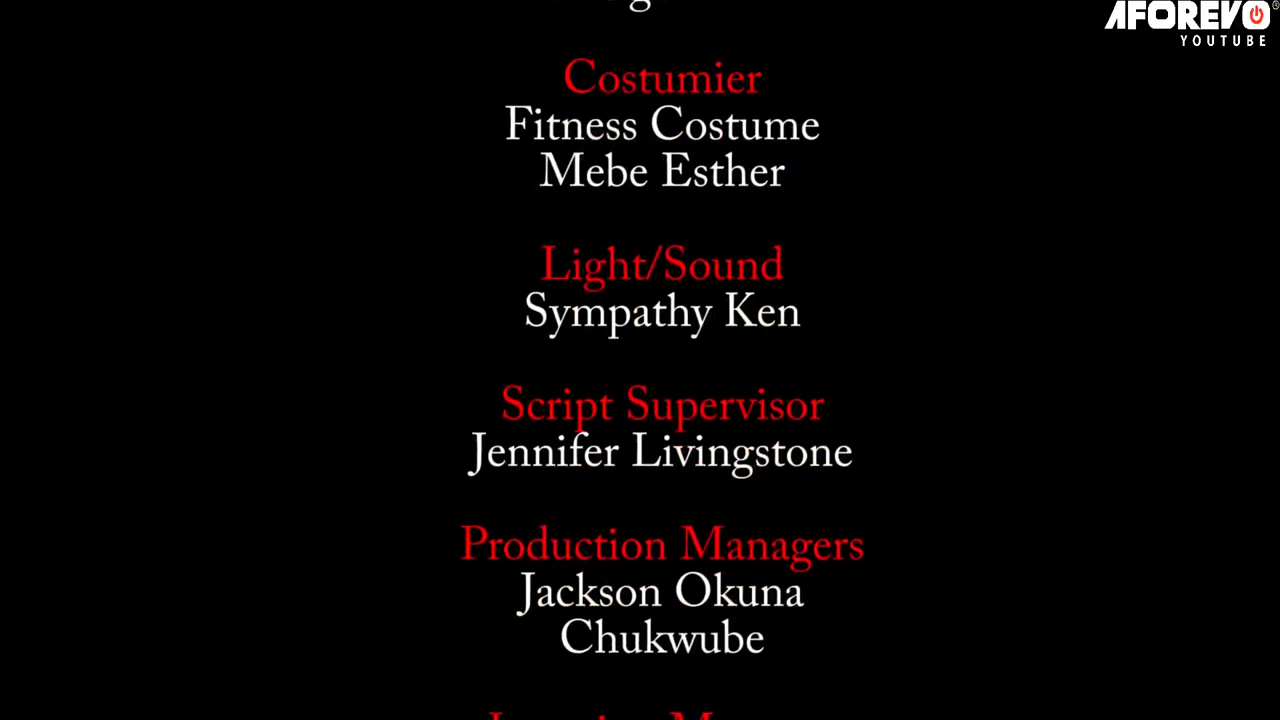 AFOREVO
YOUTUBE
Costumier
Fitness Costume
Mebe Esther
Light/Sound
Sympathy Ken
Script Supervisor
Jennifer Livingstone
Production Managers
Jackson Okuna
Chukwube